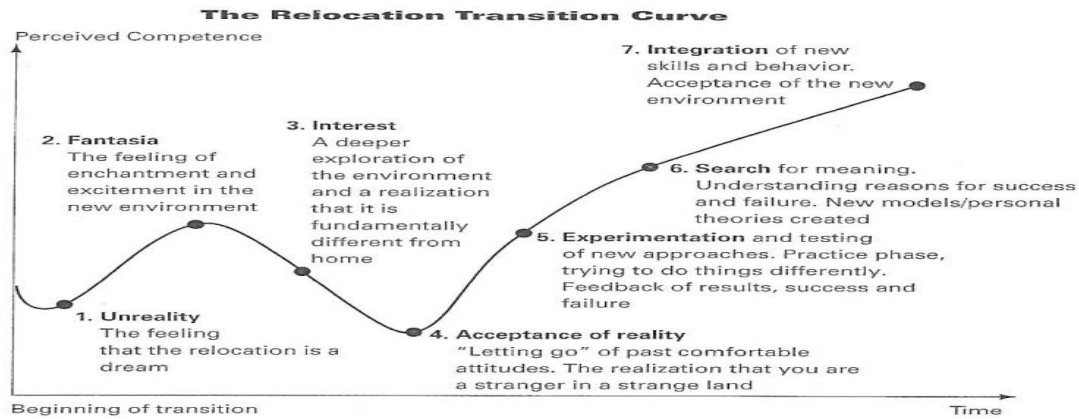 The Relocation Transition Curve
Perceived Competence
7. Integration of new
skills and behavior.
Acceptance of the new
environment
3. Interest
A deeper
exploration of
the environment
and a realization
that it is
fundamentally
different from
home
2. Fantasia
The feeling of
enchantment and
excitement in the
new environment
6. Search for meaning.
Understanding reasons for success
and failure. New models/personal
theories created
5. Experimentation and testing
of new approaches. Practice phase,
trying to do things differently.
Feedback of results, success and
failure
1. Unreality
The feeling
that the relocation is a
dream
4. Acceptance of reality
"Letting go" of past comfortable
attitudes. The realization that you are
a stranger in a strange land
Beginning of transition
Time